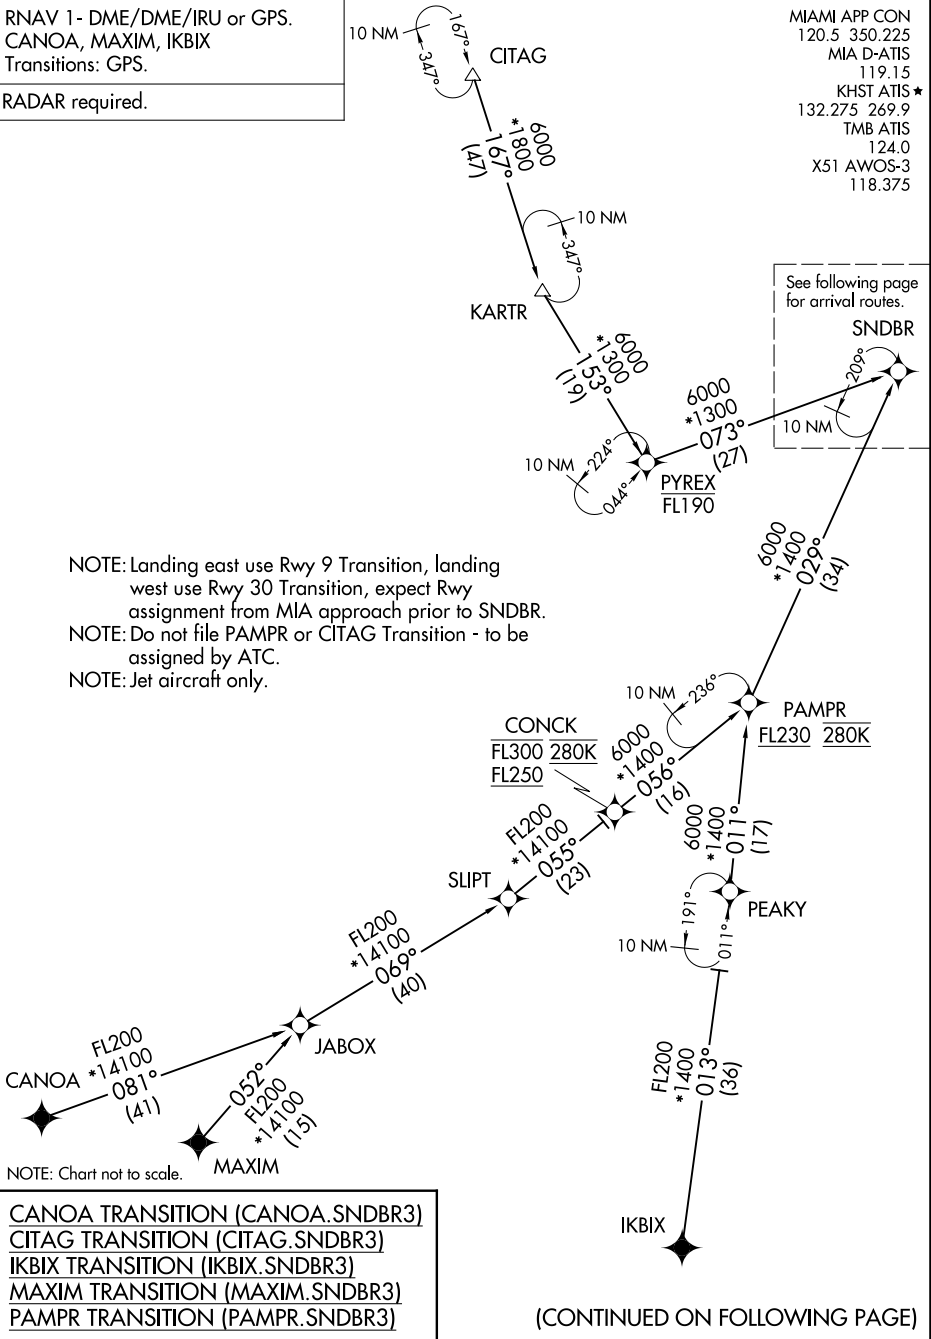 RNAV 1- DME/DME/IRU or GPS.
CANOA, MAXIM, IKBIX
Transitions: GPS.
RADAR required.
MIAMI APP CON
120.5 350.225
MIA D-ATIS
119.15
KHST ATIS★
132.275 269.9
TMB ATIS
124.0
X51 AWOS-3
118.375
10 NM
167°
347°
CITAG
6000
*1800
167°
(47)
10 NM
347°
KARTR
6000
*1300
153°
(19)
See following page
for arrival routes.
SNDBR
209°
10 NM
6000
*1300
073°
(27)
10 NM
224°
044°
PYREX
FL190
6000
*1400
029°
(34)
NOTE: Landing east use Rwy 9 Transition, landing
west use Rwy 30 Transition, expect Rwy
assignment from MIA approach prior to SNDBR.
NOTE: Do not file PAMPR or CITAG Transition - to be
assigned by ATC.
NOTE: Jet aircraft only.
10 NM
236°
PAMPR
FL230 280K
CONCK
FL300 280K
FL250
6000
*1400
056°
(16)
6000
*1400
011°
(17)
FL200
*14100
055°
(23)
SLIPT
PEAKY
191°
011°
10 NM
FL200
*14100
069°
(40)
JABOX
FL200
*14100
081°
(41)
CANOA
052°
FL200
*14100
(15)
MAXIM
FL200
*1400
013°
(36)
IKBIX
NOTE: Chart not to scale.
CANOA TRANSITION (CANOA.SNDBR3)
CITAG TRANSITION (CITAG.SNDBR3)
IKBIX TRANSITION (IKBIX.SNDBR3)
MAXIM TRANSITION (MAXIM.SNDBR3)
PAMPR TRANSITION (PAMPR.SNDBR3)
(CONTINUED ON FOLLOWING PAGE)